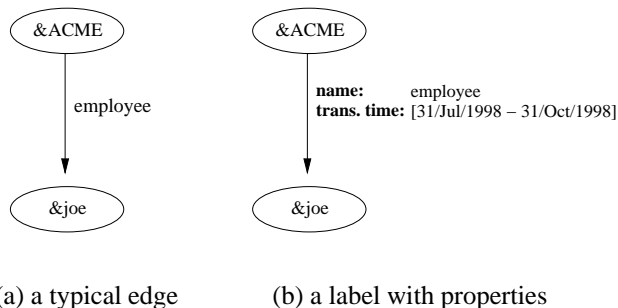 &ACME
&ACME
employee
name: employee
trans. time: [31/Jul/1998 – 31/Oct/1998]
&joe
&joe
a) a typical edge
(b) a label with properties